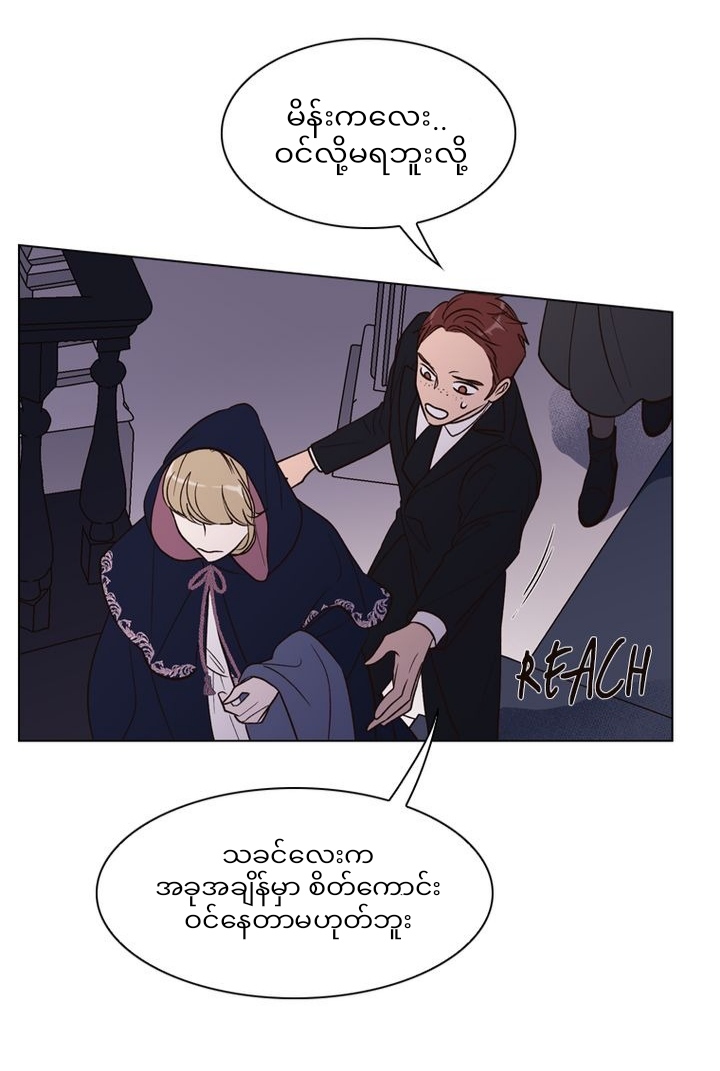 မိန်းကလေး..
ဝင်လို့မရဘူးလို့
REACH
သခင်လေးက
အခုအချိန်မှာ စိတ်ကောင်း
ဝင်နေတာမဟုတ်ဘူး